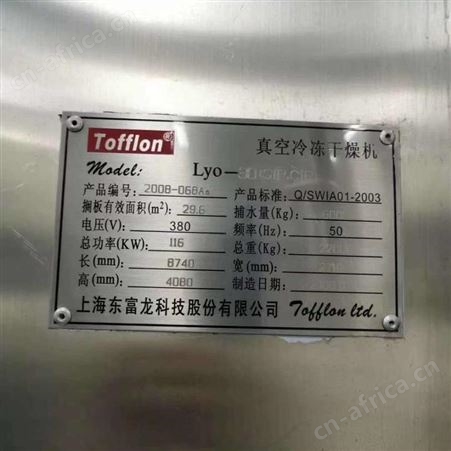 Tofflon®
真空冷冻干燥机
Model: Lyo-
产品编号: 2008-068As 产品标准: Q/SWIA01-2003
搁板有效面积(m²): 29.6 捕水量(Kg):
电压(V): 380 频率(Hz): 50
总功率(KW): 116 总重(Kg):
长(mm): 8740 宽(mm):
高(mm): 4080 制造日期:
上海东富龙科技股份有限公司 Tofflon ltd.
cn-africa.com